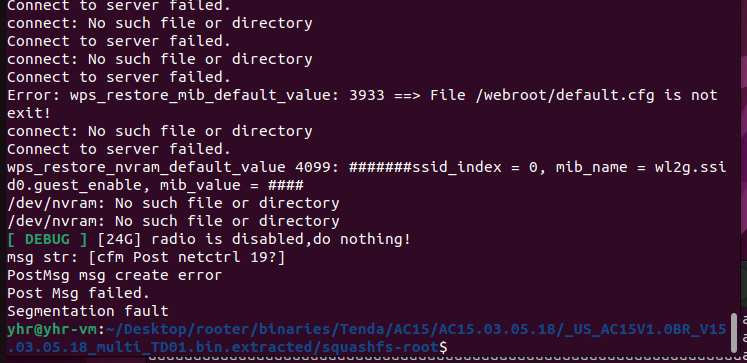 Connect to server failed.
connect: No such file or directory
Connect to server failed.
connect: No such file or directory
Connect to server failed.
Error: wps_restore_mib_default_value: 3933 ==> File /webroot/default.cfg is not
exit!
connect: No such file or directory
Connect to server failed.
wps_restore_nvram_default_value 4099: #######ssid_index = 0, mib_name = wl2g.ssi
d0.guest_enable, mib_value = ####
/dev/nvram: No such file or directory
/dev/nvram: No such file or directory
[ DEBUG ] [24G] radio is disabled,do nothing!
msg str: [cfm Post netctrl 19?]
PostMsg msg create error
Post Msg failed.
Segmentation fault
yhr@yhr-vm:~/Desktop/rooter/binaries/Tenda/AC15/AC15.03.05.18/_US_AC15V1.0BR_V15
.03.05.18_multi_TD01.bin.extracted/squashfs-root$